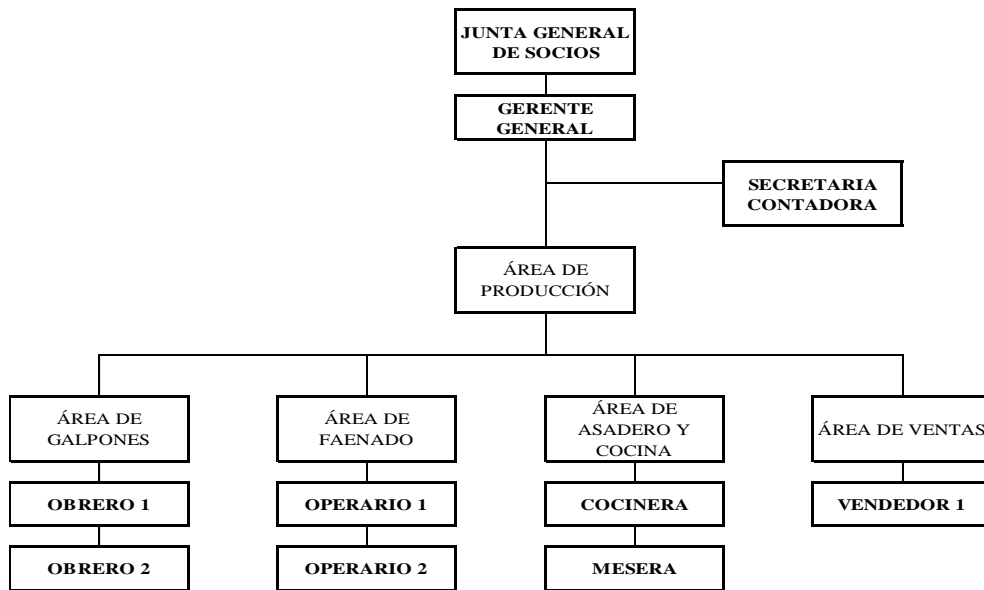 JUNTA GENERAL
DE SOCIOS
GERENTE
GENERAL
SECRETARIA
CONTADORA
ÁREA DE
PRODUCCIÓN
ÁREA DE
GALPONES
ÁREA DE
FAENADO
ÁREA DE
ASADERO Y
COCINA
ÁREA DE VENTAS
OBRERO 1
OPERARIO 1
COCINERA
VENDEDOR 1
OBRERO 2
OPERARIO 2
MESERA